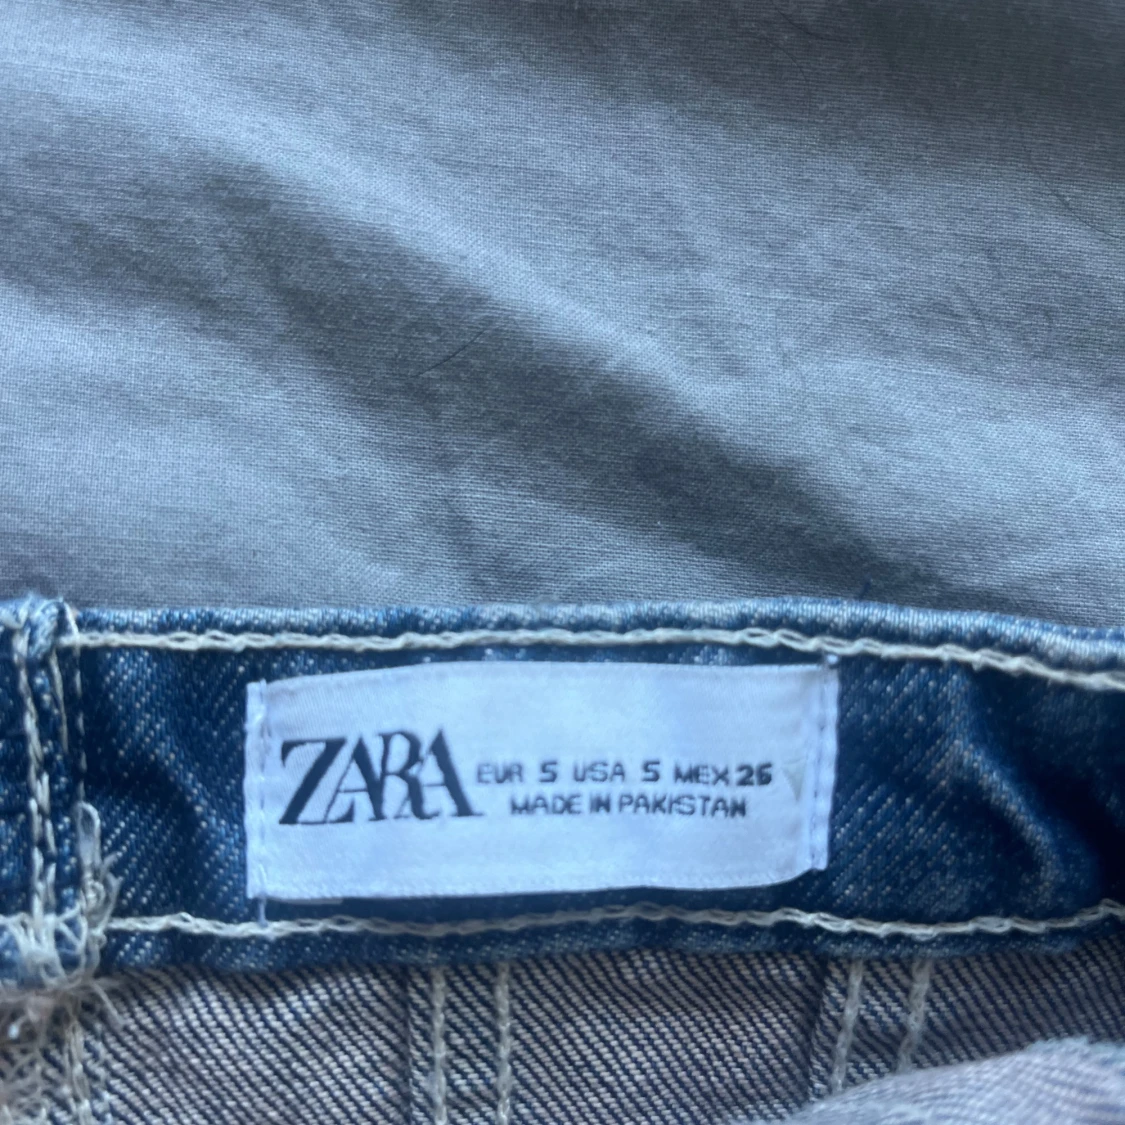 ZARA
EUR S USA S MEX 26
MADE IN PAKISTAN